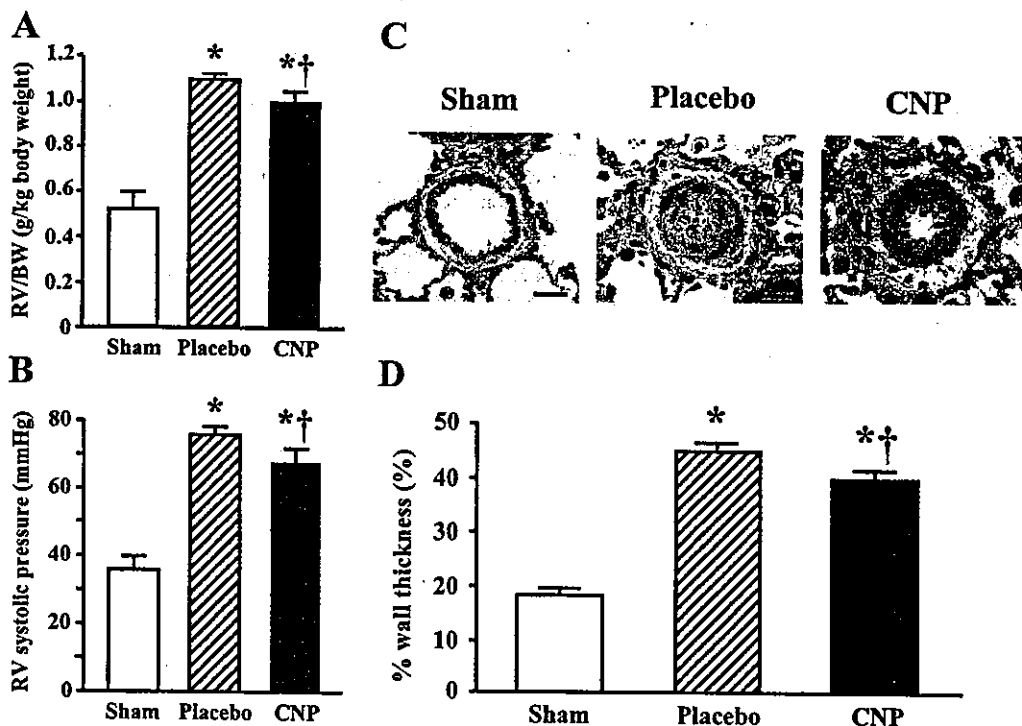 A
RV/BW (g/kg body weight)
1.2
1.0
0.8
0.6
0.4
0.2
0
*
*†
Sham Placebo CNP
B
RV systolic pressure (mmHg)
80
60
40
20
0
*
*†
Sham Placebo CNP
C
Sham Placebo CNP
D
% wall thickness (%)
50
40
30
20
10
0
*
*†
Sham Placebo CNP